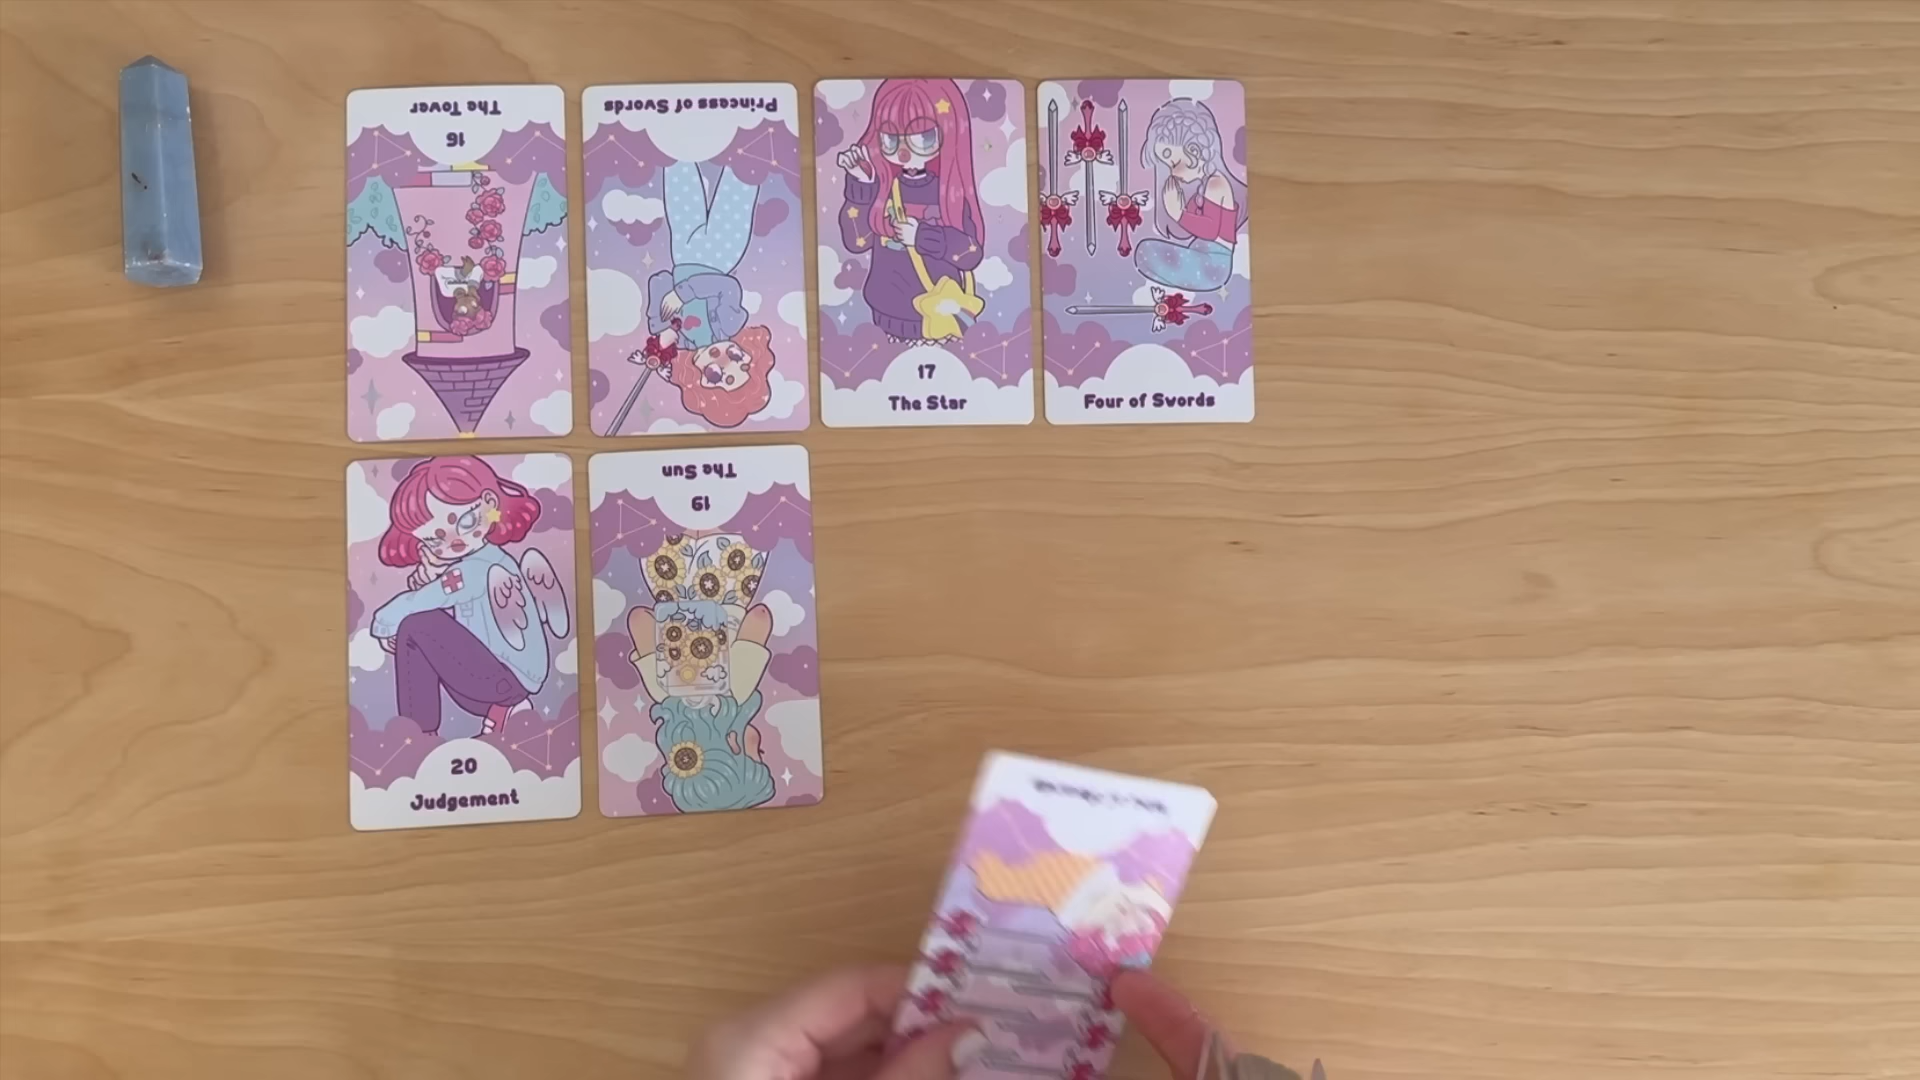 The Tower
16
Princess of Swords
17
The Star
Four of Swords
20
Judgement
The Sun
19